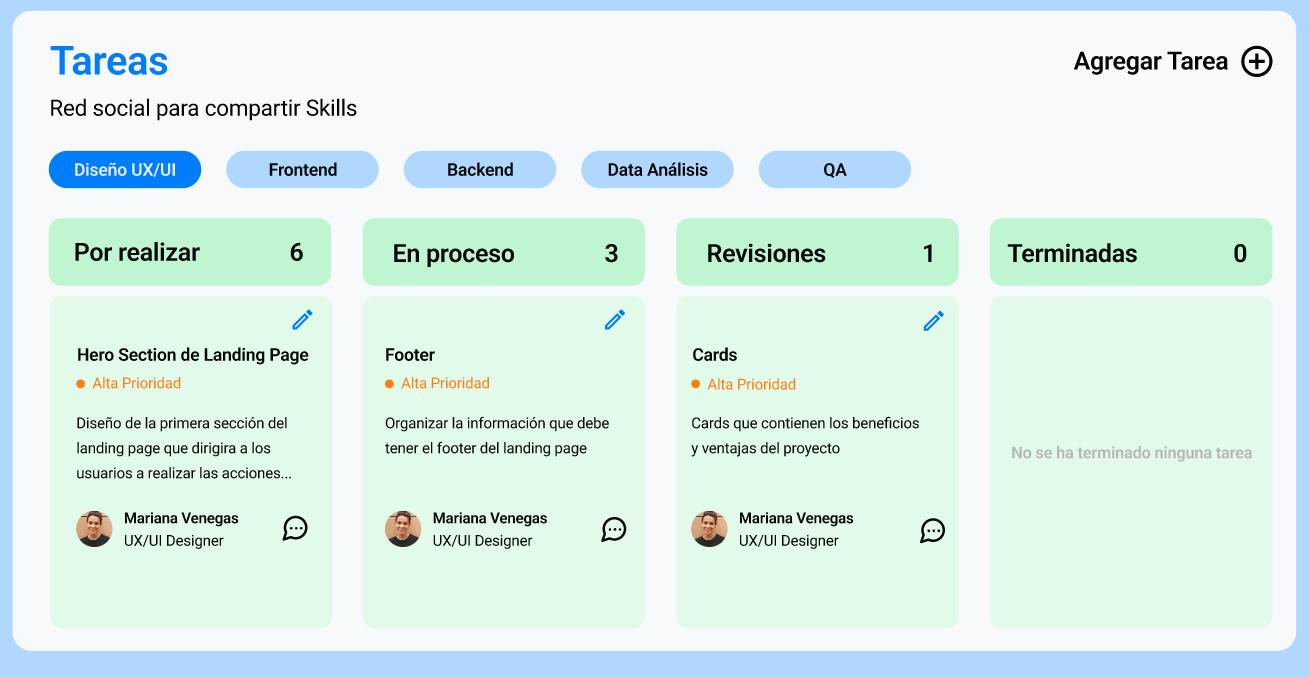 Tareas
Agregar Tarea
Red social para compartir Skills
Diseño UX/UI
Frontend
Backend
Data Análisis
QA
Por realizar 6
En proceso 3
Revisiones 1
Terminadas 0
Hero Section de Landing Page
Alta Prioridad
Diseño de la primera sección del
landing page que dirigira a los
usuarios a realizar las acciones...
Mariana Venegas
UX/UI Designer
Footer
Alta Prioridad
Organizar la información que debe
tener el footer del landing page
Mariana Venegas
UX/UI Designer
Cards
Alta Prioridad
Cards que contienen los beneficios
y ventajas del proyecto
Mariana Venegas
UX/UI Designer
No se ha terminado ninguna tarea